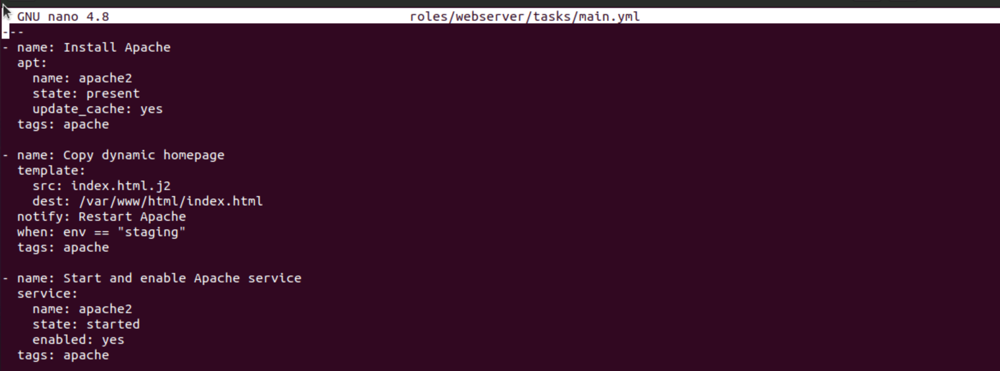 GNU nano 4.8 roles/webserver/tasks/main.yml
---
- name: Install Apache
  apt:
    name: apache2
    state: present
    update_cache: yes
  tags: apache

- name: Copy dynamic homepage
  template:
    src: index.html.j2
    dest: /var/www/html/index.html
  notify: Restart Apache
  when: env == "staging"
  tags: apache

- name: Start and enable Apache service
  service:
    name: apache2
    state: started
    enabled: yes
  tags: apache